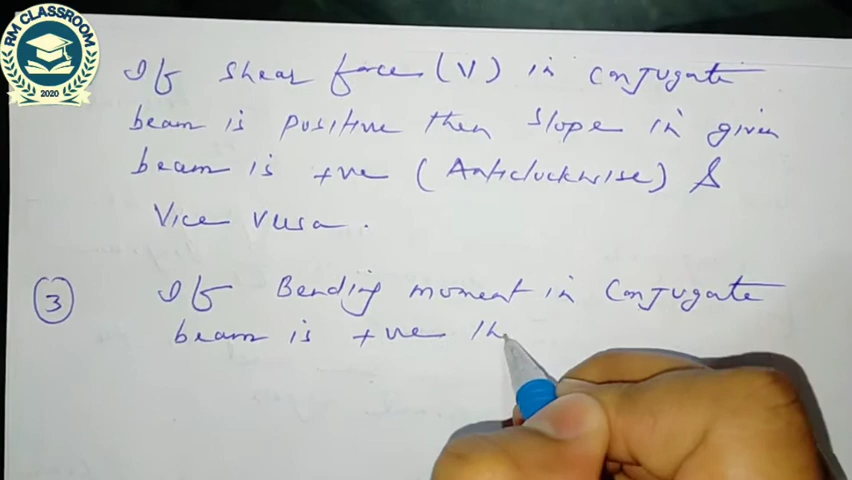 RM CLASSROOM
2020
If Shear force (V) in Conjugate
beam is positive then slope in given
beam is +ve (Anticlockwise) &
Vice Versa.
3 If Bending moment in Conjugate
beam is +ve the